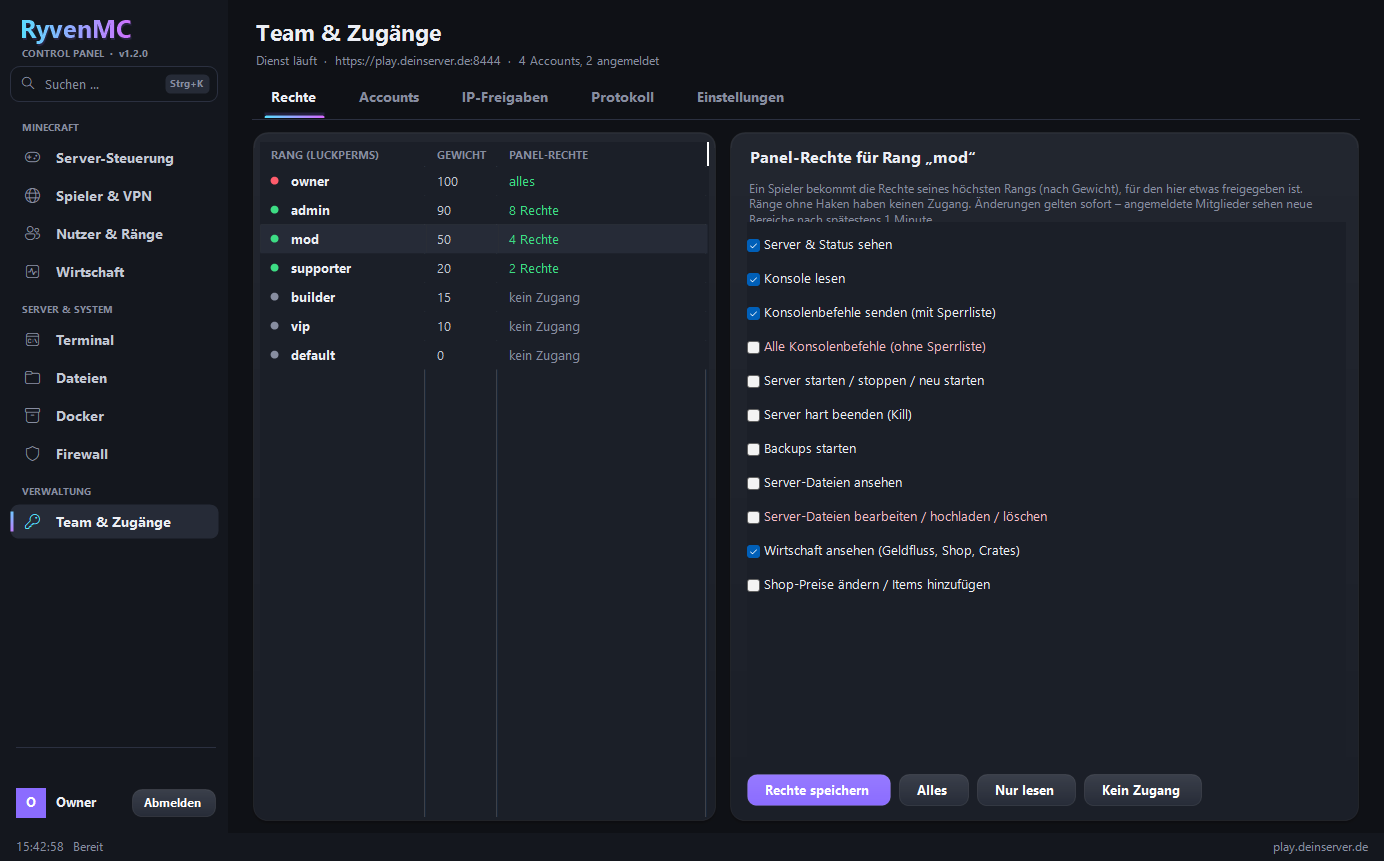 RyvenMC
CONTROL PANEL · v1.2.0
Suchen ... Strg+K
MINECRAFT
Server-Steuerung
Spieler & VPN
Nutzer & Ränge
Wirtschaft
SERVER & SYSTEM
Terminal
Dateien
Docker
Firewall
VERWALTUNG
Team & Zugänge
O Owner Abmelden
15:42:58 Bereit
Team & Zugänge
Dienst läuft · https://play.deinserver.de:8444 · 4 Accounts, 2 angemeldet
Rechte Accounts IP-Freigaben Protokoll Einstellungen
RANG (LUCKPERMS) GEWICHT PANEL-RECHTE
owner 100 alles
admin 90 8 Rechte
mod 50 4 Rechte
supporter 20 2 Rechte
builder 15 kein Zugang
vip 10 kein Zugang
default 0 kein Zugang
Panel-Rechte für Rang „mod“
Ein Spieler bekommt die Rechte seines höchsten Rangs (nach Gewicht), für den hier etwas freigegeben ist.
Ränge ohne Haken haben keinen Zugang. Änderungen gelten sofort – angemeldete Mitglieder sehen neue
Bereiche nach spätestens 1 Minute.
Server & Status sehen
Konsole lesen
Konsolenbefehle senden (mit Sperrliste)
Alle Konsolenbefehle (ohne Sperrliste)
Server starten / stoppen / neu starten
Server hart beenden (Kill)
Backups starten
Server-Dateien ansehen
Server-Dateien bearbeiten / hochladen / löschen
Wirtschaft ansehen (Geldfluss, Shop, Crates)
Shop-Preise ändern / Items hinzufügen
Rechte speichern Alles Nur lesen Kein Zugang
play.deinserver.de